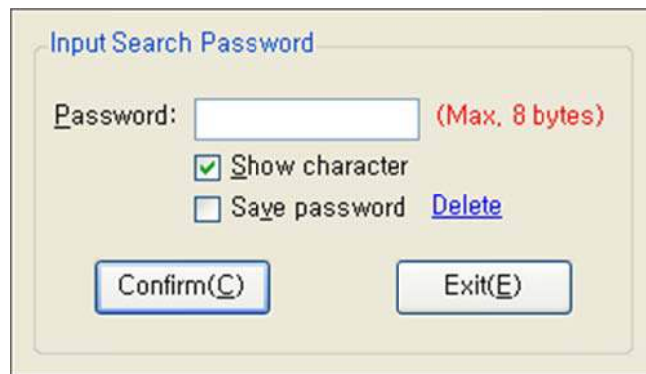 Input Search Password
Password: (Max. 8 bytes)
Show character
Save password Delete
Confirm(C) Exit(E)